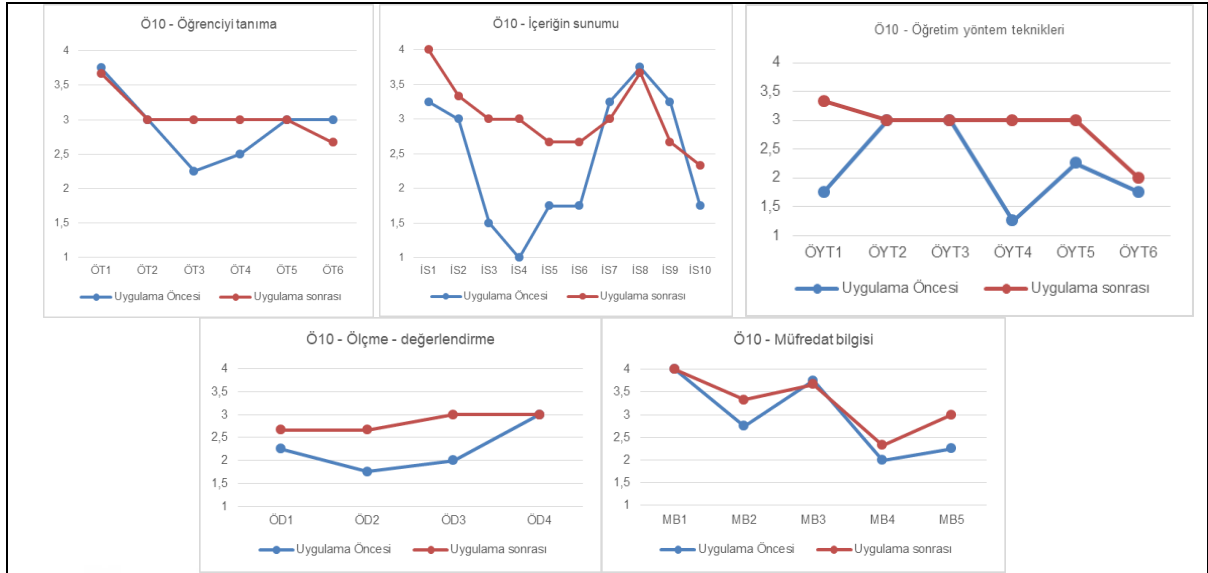 Ö10 - Öğrenciyi tanıma
4
3,5
3
2,5
2
1,5
1
ÖT1 ÖT2 ÖT3 ÖT4 ÖT5 ÖT6
Uygulama Öncesi Uygulama sonrası
Ö10 - İçeriğin sunumu
4
3,5
3
2,5
2
1,5
1
İS1 İS2 İS3 İS4 İS5 İS6 İS7 İS8 İS9 İS10
Uygulama Öncesi Uygulama sonrası
Ö10 - Öğretim yöntem teknikleri
4
3,5
3
2,5
2
1,5
1
ÖYT1 ÖYT2 ÖYT3 ÖYT4 ÖYT5 ÖYT6
Uygulama Öncesi Uygulama sonrası
Ö10 - Ölçme - değerlendirme
4
3,5
3
2,5
2
1,5
1
ÖD1 ÖD2 ÖD3 ÖD4
Uygulama Öncesi Uygulama sonrası
Ö10 - Müfredat bilgisi
4
3,5
3
2,5
2
1,5
1
MB1 MB2 MB3 MB4 MB5
Uygulama Öncesi Uygulama sonrası